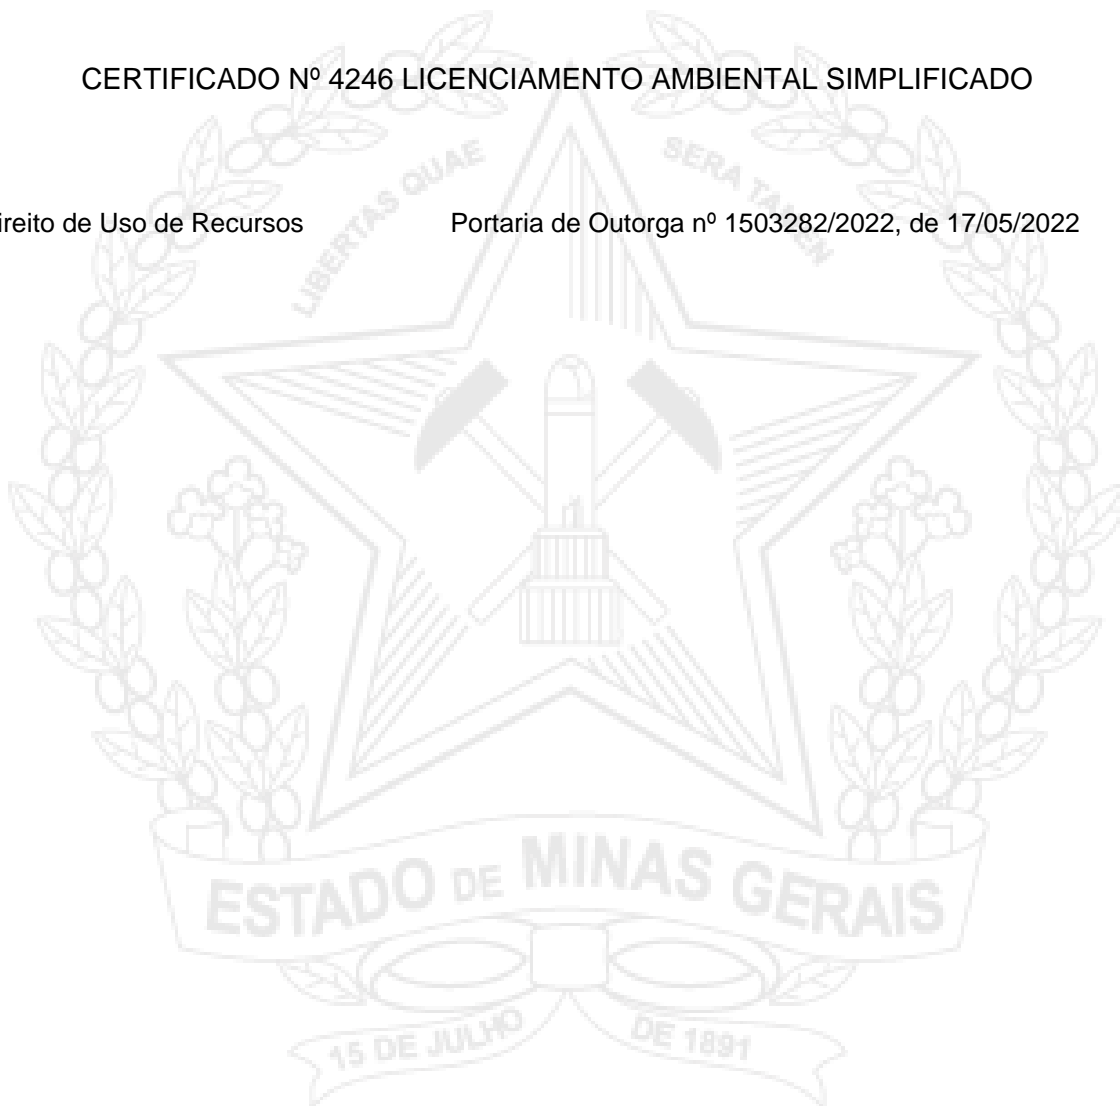 CERTIFICADO Nº 4246 LICENCIAMENTO AMBIENTAL SIMPLIFICADO
ireito de Uso de Recursos Portaria de Outorga nº 1503282/2022, de 17/05/2022
LIBERTAS QUAE SERA TAMEN
ESTADO DE MINAS GERAIS
15 DE JULHO DE 1891